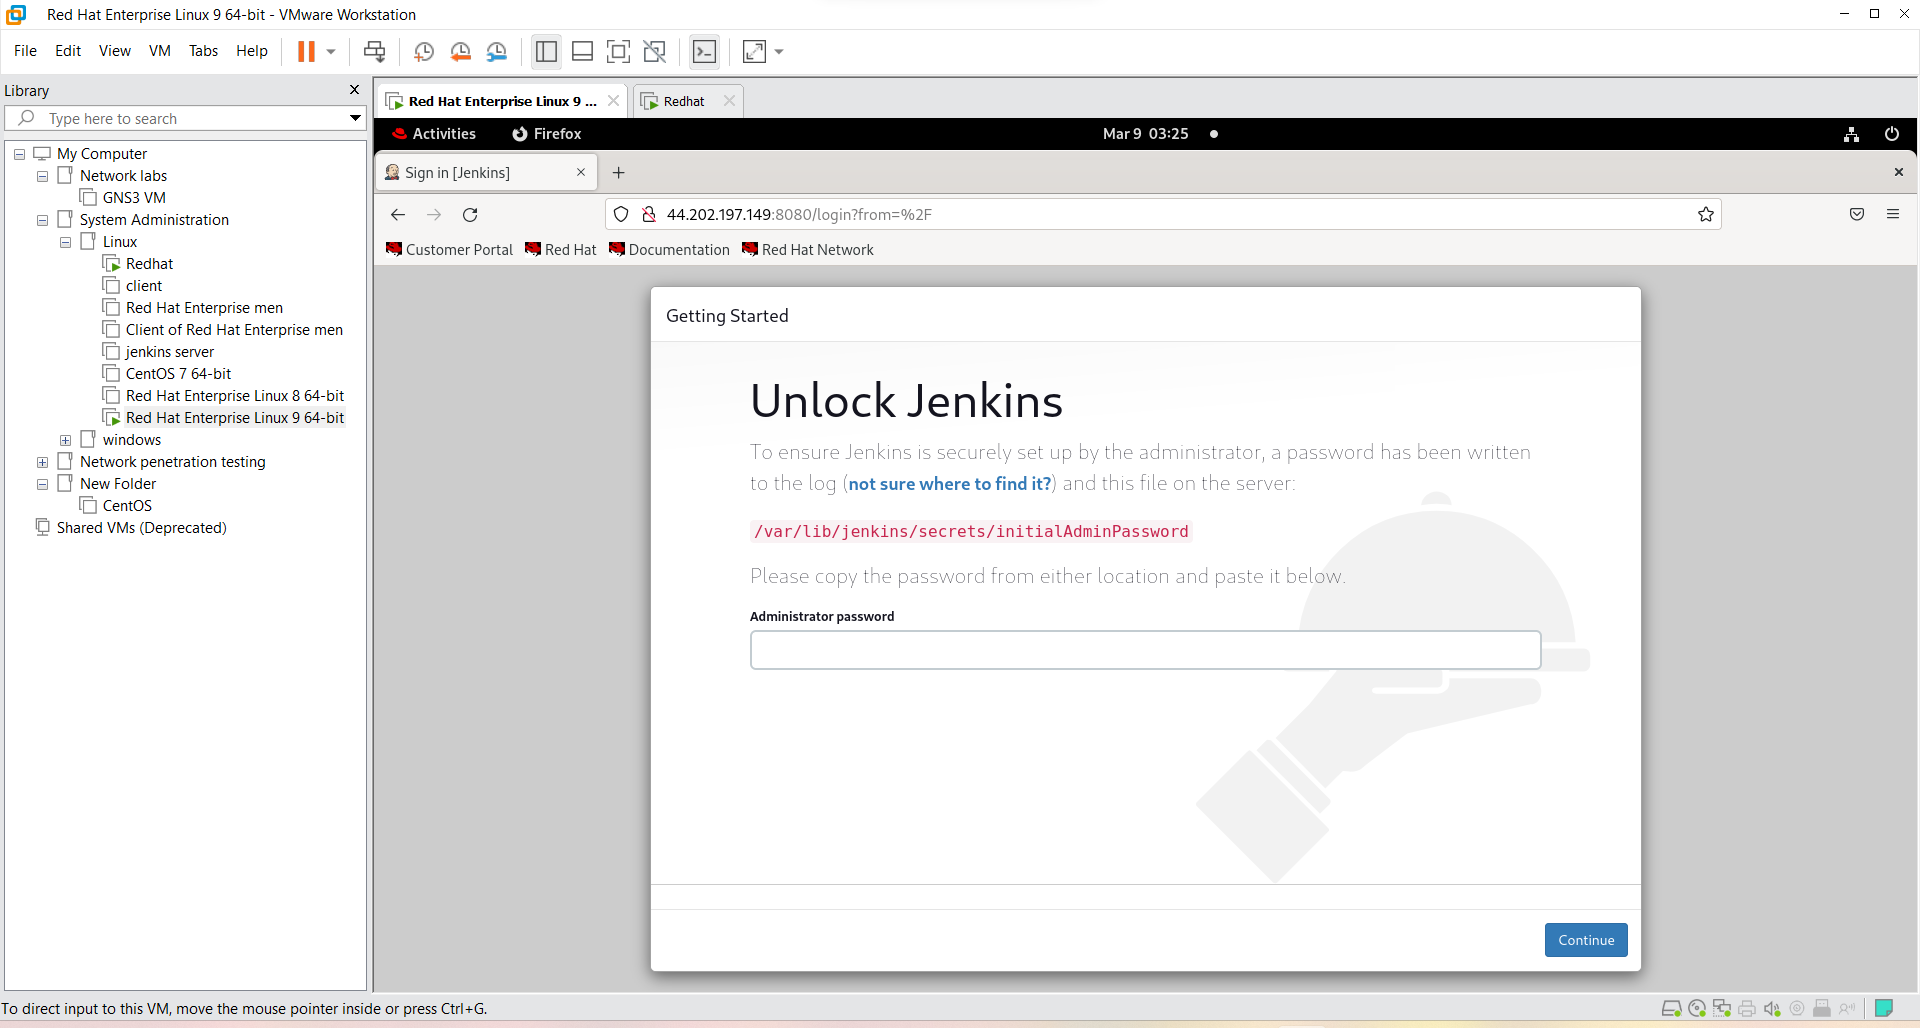 Red Hat Enterprise Linux 9 64-bit - VMware Workstation
File Edit View VM Tabs Help
Library
Type here to search
My Computer
Network labs
GNS3 VM
System Administration
Linux
Redhat
client
Red Hat Enterprise men
Client of Red Hat Enterprise men
jenkins server
CentOS 7 64-bit
Red Hat Enterprise Linux 8 64-bit
Red Hat Enterprise Linux 9 64-bit
windows
Network penetration testing
New Folder
CentOS
Shared VMs (Deprecated)
Red Hat Enterprise Linux 9 ... Redhat
Activities Firefox Mar 9 03:25
Sign in [Jenkins]
44.202.197.149:8080/login?from=%2F
Customer Portal Red Hat Documentation Red Hat Network
Getting Started
Unlock Jenkins
To ensure Jenkins is securely set up by the administrator, a password has been written
to the log (not sure where to find it?) and this file on the server:
/var/lib/jenkins/secrets/initialAdminPassword
Please copy the password from either location and paste it below.
Administrator password
Continue
To direct input to this VM, move the mouse pointer inside or press Ctrl+G.